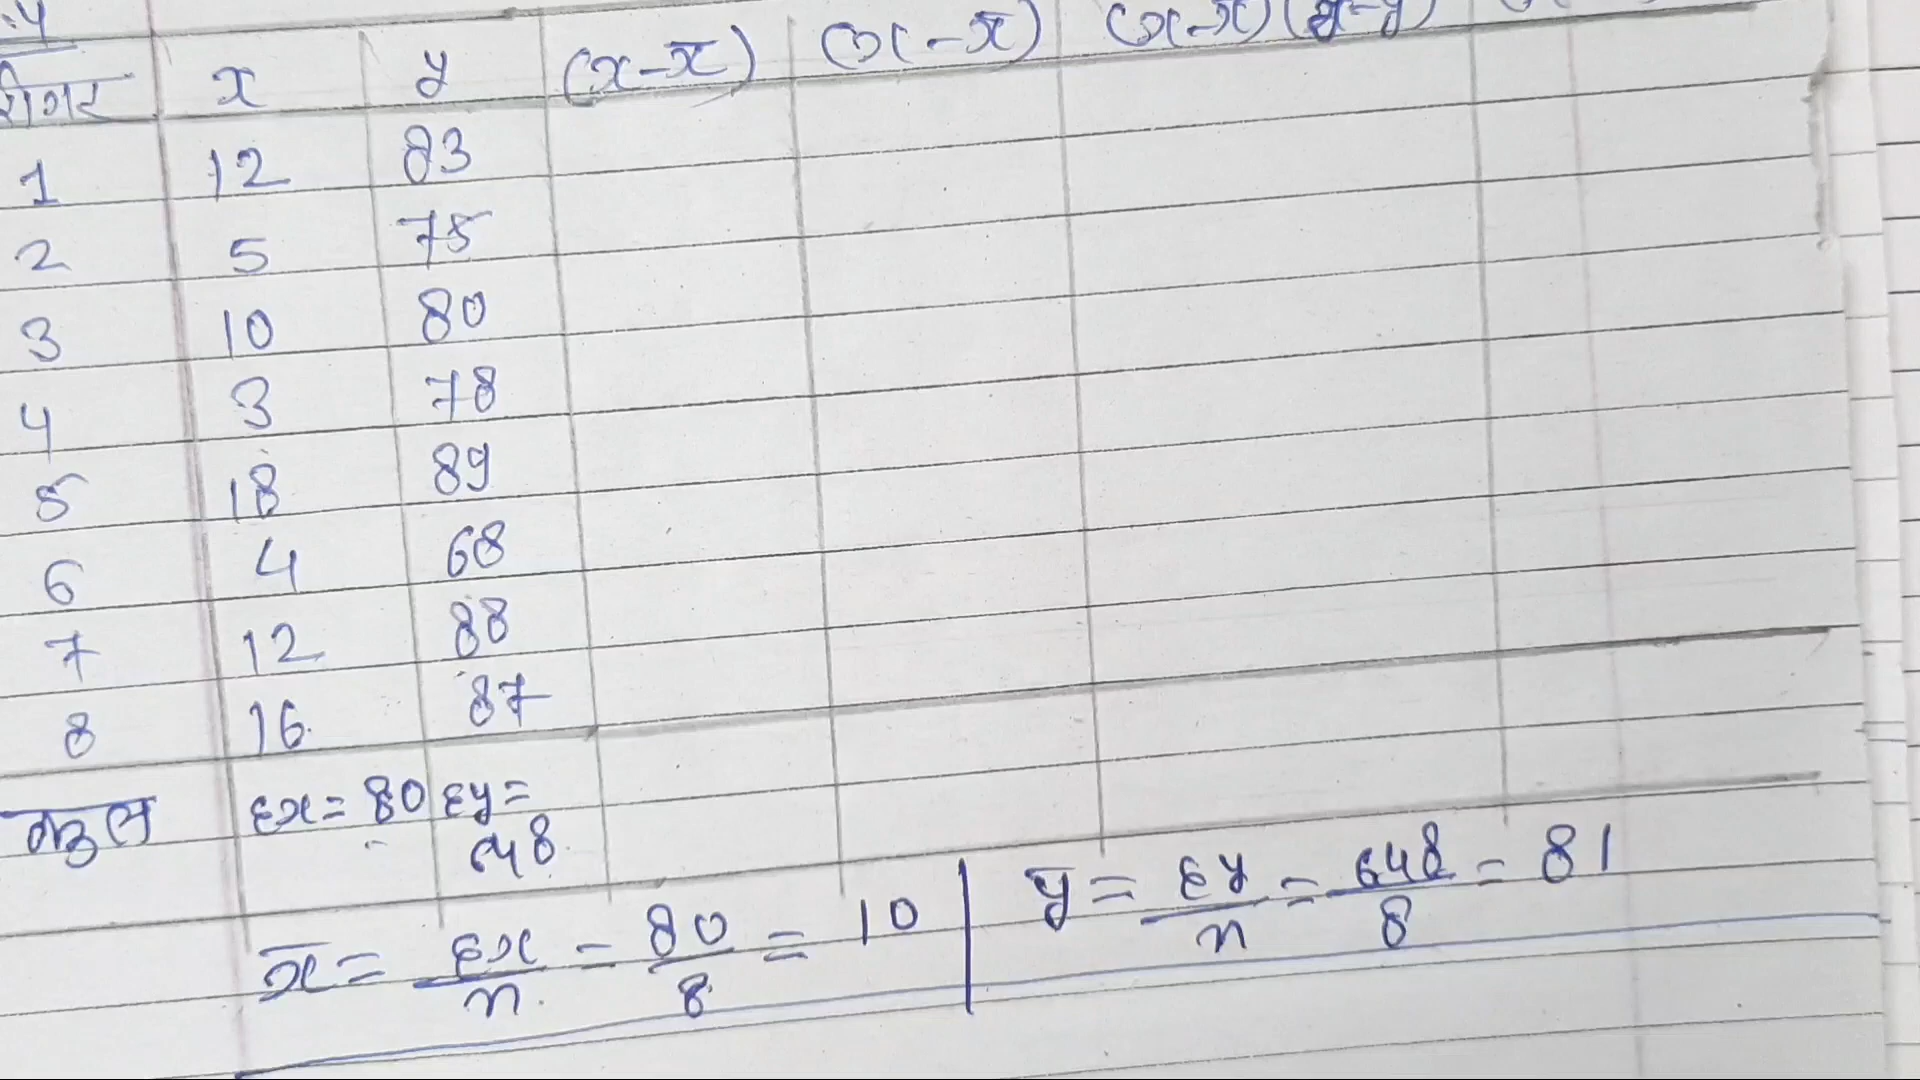 x y (x-x̄) (x-x̄) (x-x̄)(y-y)
1 12 83
2 5 75
3 10 80
4 3 78
5 18 89
6 4 68
7 12 88
8 16 87
कुल Σx=80 Σy=
648
x̄ = Σx/n = 80/8 = 10 | ȳ = Σy/n = 648/8 = 81